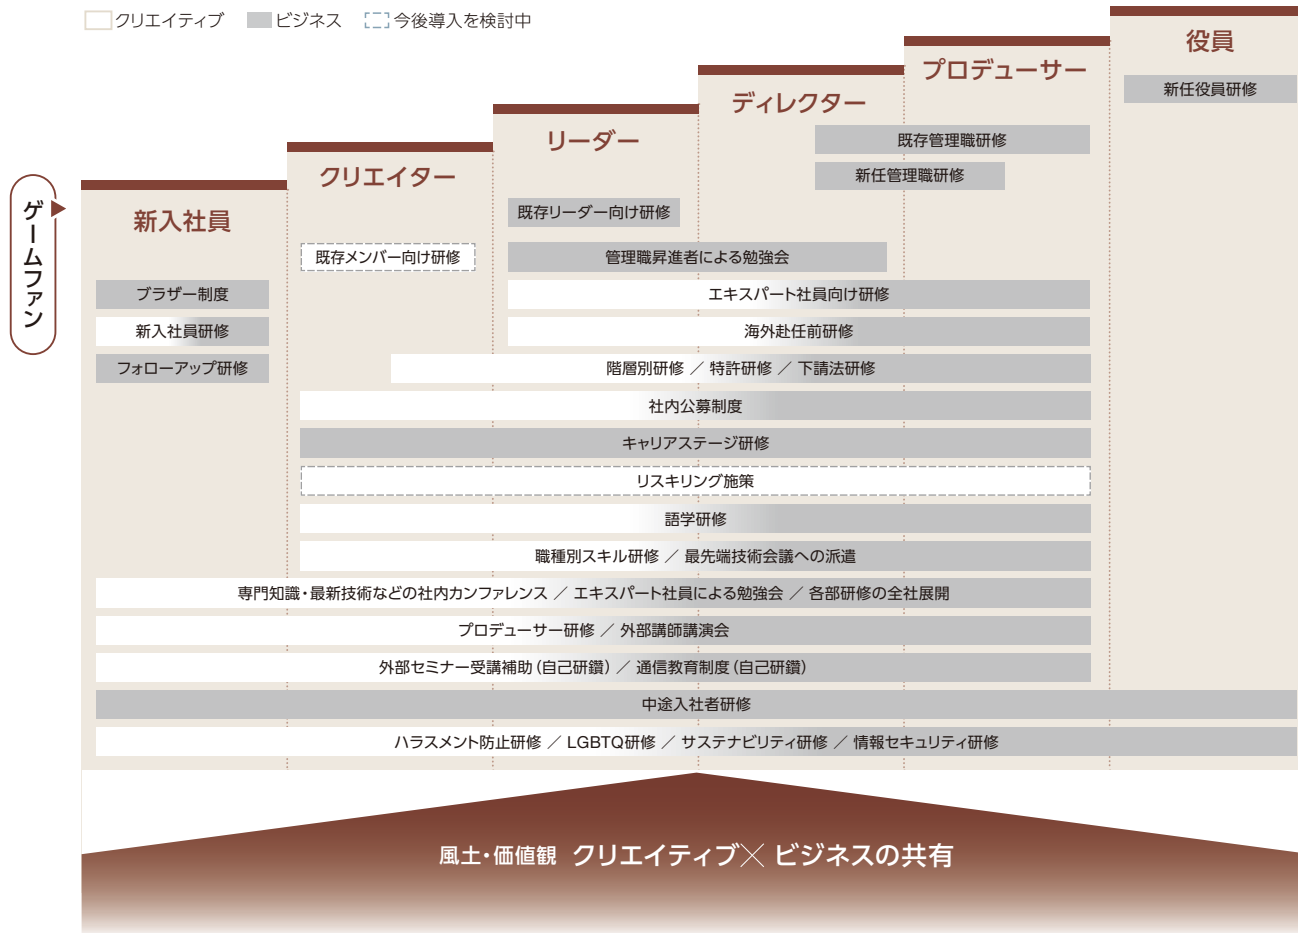 クリエイティブ
ビジネス
今後導入を検討中
役員
新任役員研修
プロデューサー
ディレクター
既存管理職研修
新任管理職研修
リーダー
既存リーダー向け研修
クリエイター
既存メンバー向け研修
管理職昇進者による勉強会
ゲームファン
新入社員
ブラザー制度
エキスパート社員向け研修
新入社員研修
海外赴任前研修
フォローアップ研修
階層別研修 ／ 特許研修 ／ 下請法研修
社内公募制度
キャリアステージ研修
リスキリング施策
語学研修
職種別スキル研修 ／ 最先端技術会議への派遣
専門知識・最新技術などの社内カンファレンス ／ エキスパート社員による勉強会 ／ 各部研修の全社展開
プロデューサー研修 ／ 外部講師講演会
外部セミナー受講補助（自己研鑽） ／ 通信教育制度（自己研鑽）
中途入社者研修
ハラスメント防止研修 ／ LGBTQ研修 ／ サステナビリティ研修 ／ 情報セキュリティ研修
風土・価値観 クリエイティブ× ビジネスの共有